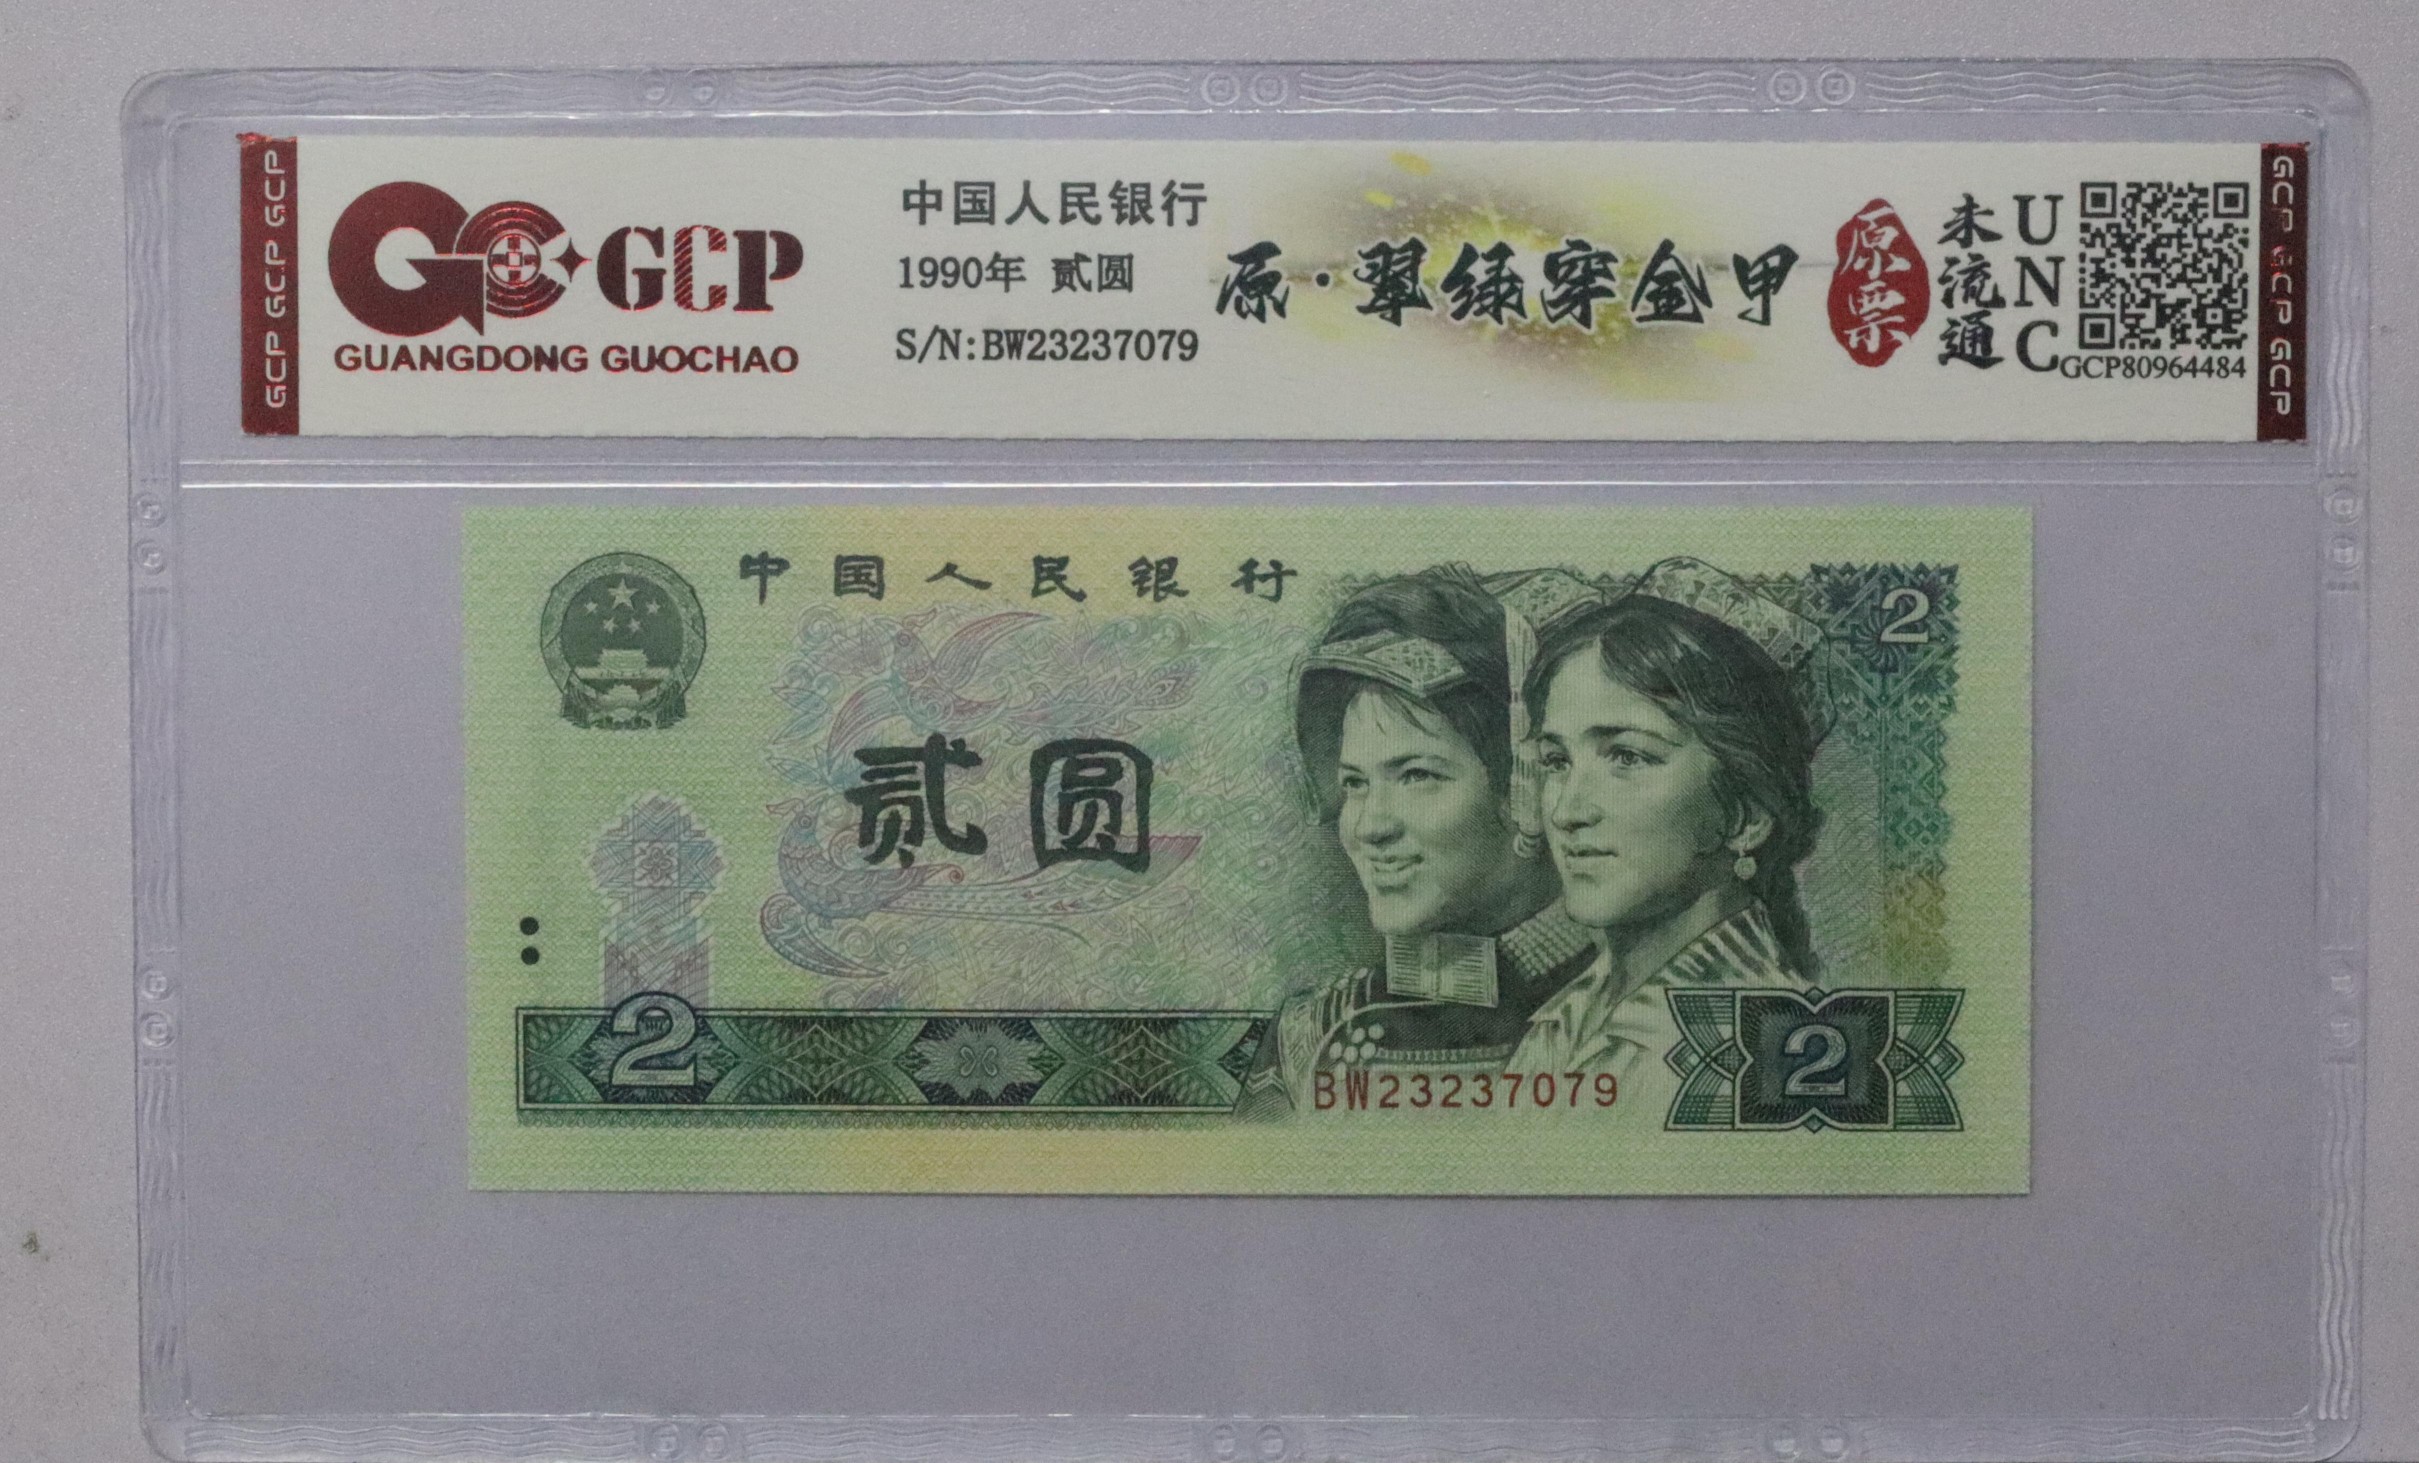 GCP GCP GCP
GCP
GUANGDONG GUOCHAO
中国人民银行
1990年 贰圆
S/N:BW23237079
原·翠绿穿金甲
原票
未流通
UNC
GCP80964484
GCP GCP GCP
中国人民银行
2
贰圆
2
BW23237079
2